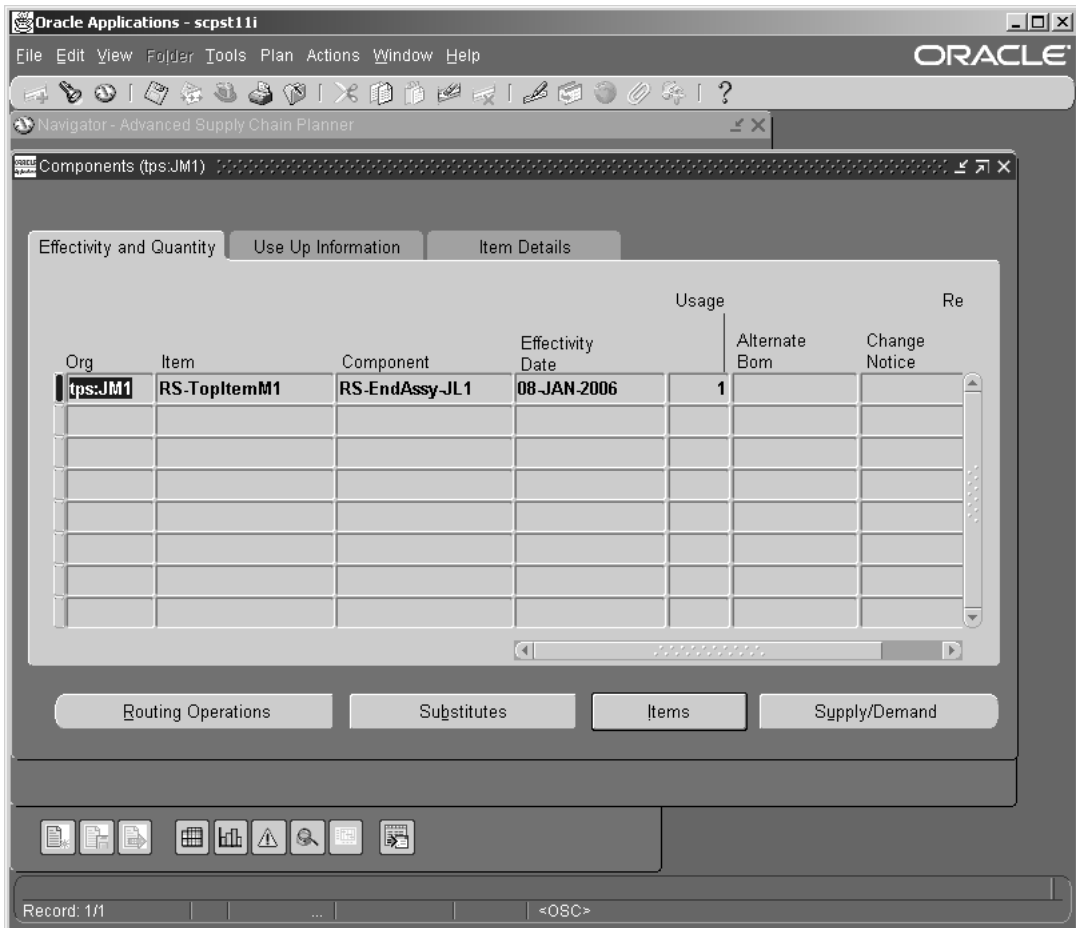 Oracle Applications - scpst11i
File Edit View Folder Tools Plan Actions Window Help
ORACLE
Navigator - Advanced Supply Chain Planner
Components (tps:JM1)
Effectivity and Quantity Use Up Information Item Details
Usage Re
Org Item Component Effectivity Date Alternate Bom Change Notice
tps:JM1 RS-TopItemM1 RS-EndAssy-JL1 08-JAN-2006 1
Routing Operations Substitutes Items Supply/Demand
Record: 1/1 ... <OSC>